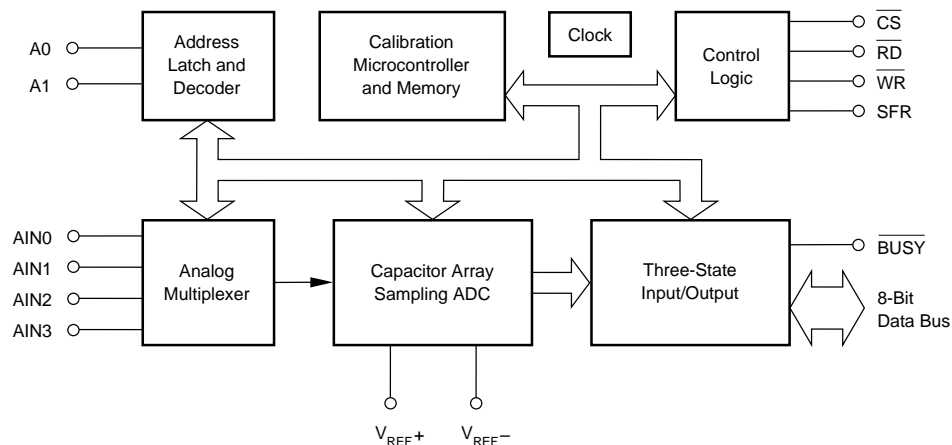 A0
A1
Address
Latch and
Decoder
Calibration
Microcontroller
and Memory
Clock
Control
Logic
CS
RD
WR
SFR
AIN0
AIN1
AIN2
AIN3
Analog
Multiplexer
Capacitor Array
Sampling ADC
Three-State
Input/Output
BUSY
8-Bit
Data Bus
VREF+
VREF−